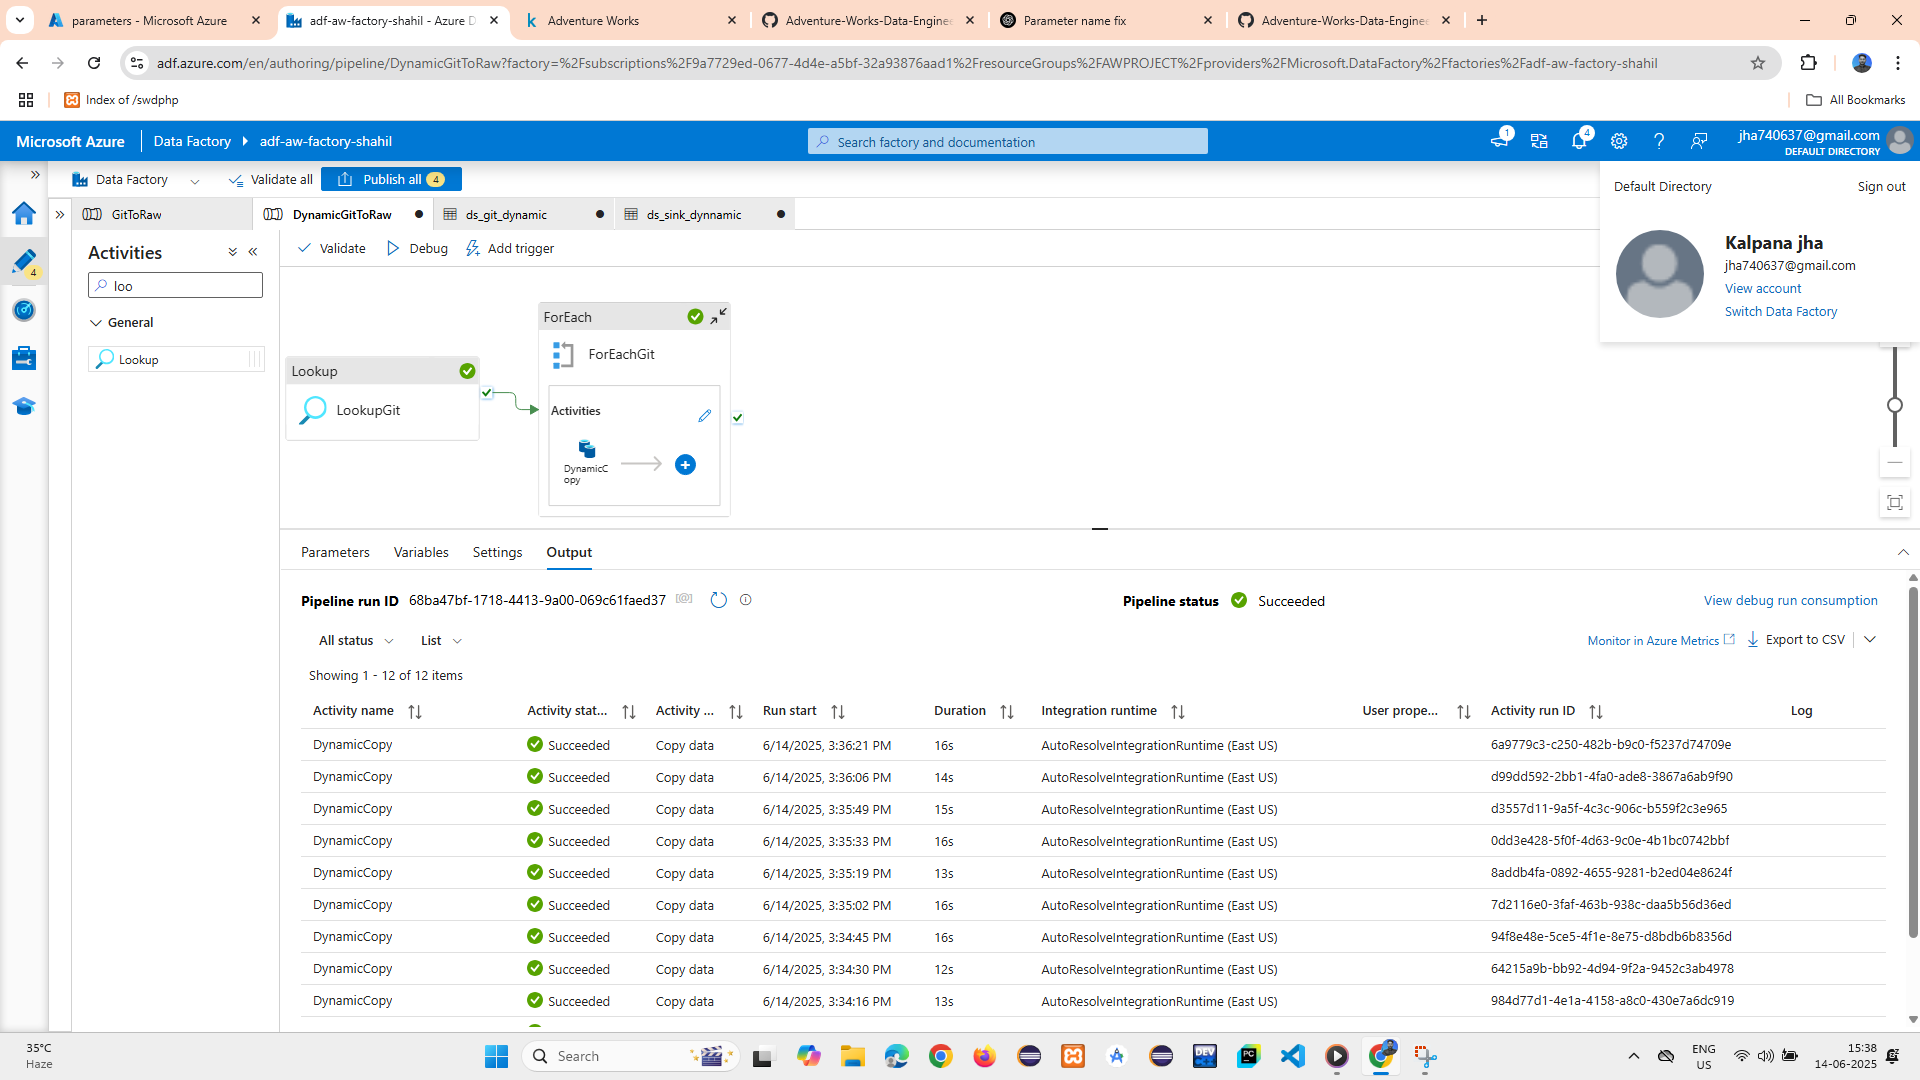 parameters - Microsoft Azure
adf-aw-factory-shahil - Azure D
Adventure Works
Adventure-Works-Data-Enginee
Parameter name fix
Adventure-Works-Data-Enginee
adf.azure.com/en/authoring/pipeline/DynamicGitToRaw?factory=%2Fsubscriptions%2F9a7729ed-0677-4d4e-a5bf-32a93876aad1%2FresourceGroups%2FAWPROJECT%2Fproviders%2FMicrosoft.DataFactory%2Ffactories%2Fadf-aw-factory-shahil
Index of /swdphp
All Bookmarks
Microsoft Azure
Data Factory
adf-aw-factory-shahil
Search factory and documentation
1
4
jha740637@gmail.com
DEFAULT DIRECTORY
Data Factory
Validate all
Publish all 4
Default Directory
Sign out
GitToRaw
DynamicGitToRaw
ds_git_dynamic
ds_sink_dynnamic
Activities
Validate
Debug
Add trigger
Kalpana jha
jha740637@gmail.com
View account
Switch Data Factory
4
loo
General
Lookup
ForEach
ForEachGit
Lookup
LookupGit
Activities
DynamicC
opy
Parameters
Variables
Settings
Output
Pipeline run ID 68ba47bf-1718-4413-9a00-069c61faed37
Pipeline status Succeeded
View debug run consumption
All status
List
Monitor in Azure Metrics
Export to CSV
Showing 1 - 12 of 12 items
Activity name Activity stat... Activity ... Run start Duration Integration runtime User prope... Activity run ID Log
DynamicCopy Succeeded Copy data 6/14/2025, 3:36:21 PM 16s AutoResolveIntegrationRuntime (East US) 6a9779c3-c250-482b-b9c0-f5237d74709e
DynamicCopy Succeeded Copy data 6/14/2025, 3:36:06 PM 14s AutoResolveIntegrationRuntime (East US) d99dd592-2bb1-4fa0-ade8-3867a6ab9f90
DynamicCopy Succeeded Copy data 6/14/2025, 3:35:49 PM 15s AutoResolveIntegrationRuntime (East US) d3557d11-9a5f-4c3c-906c-b559f2c3e965
DynamicCopy Succeeded Copy data 6/14/2025, 3:35:33 PM 16s AutoResolveIntegrationRuntime (East US) 0dd3e428-5f0f-4d63-9c0e-4b1bc0742bbf
DynamicCopy Succeeded Copy data 6/14/2025, 3:35:19 PM 13s AutoResolveIntegrationRuntime (East US) 8addb4fa-0892-4655-9281-b2ed04e8624f
DynamicCopy Succeeded Copy data 6/14/2025, 3:35:02 PM 16s AutoResolveIntegrationRuntime (East US) 7d2116e0-3faf-463b-938c-daa5b56d36ed
DynamicCopy Succeeded Copy data 6/14/2025, 3:34:45 PM 16s AutoResolveIntegrationRuntime (East US) 94f8e48e-5ce5-4f1e-8e75-d8bdb6b8356d
DynamicCopy Succeeded Copy data 6/14/2025, 3:34:30 PM 12s AutoResolveIntegrationRuntime (East US) 64215a9b-bb92-4d94-9f2a-9452c3ab4978
DynamicCopy Succeeded Copy data 6/14/2025, 3:34:16 PM 13s AutoResolveIntegrationRuntime (East US) 984d77d1-4e1a-4158-a8c0-430e7a6dc919
35°C
Haze
Search
DEV
PC
ENG
US
15:38
14-06-2025